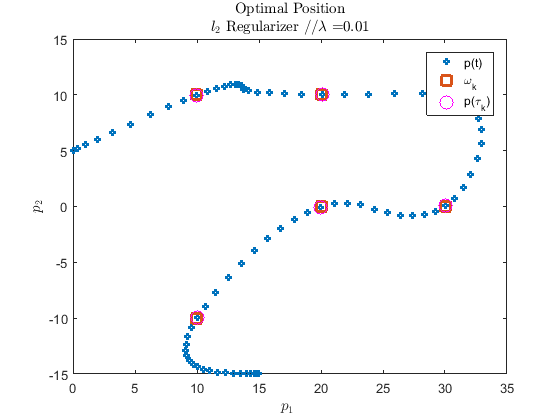 Optimal Position
l₂ Regularizer //λ =0.01
15
10
5
0
-5
-10
-15
p₂
p(t)
ωₖ
p(τₖ)
0 5 10 15 20 25 30 35
p₁